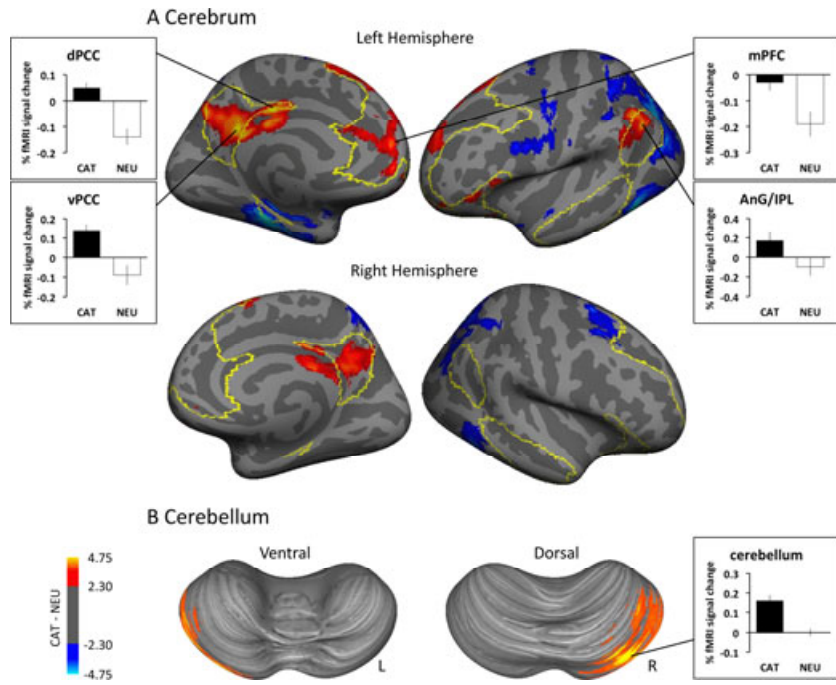 A Cerebrum
Left Hemisphere
dPCC
% fMRI signal change
0.1
0
-0.1
-0.2
CAT NEU
vPCC
% fMRI signal change
0.2
0.1
0
-0.1
-0.2
CAT NEU
mPFC
% fMRI signal change
0
-0.1
-0.2
-0.3
CAT NEU
AnG/IPL
% fMRI signal change
0.4
0.2
0
-0.2
-0.4
CAT NEU
Right Hemisphere
B Cerebellum
CAT - NEU
4.75
2.30
-2.30
-4.75
Ventral
L
Dorsal
R
cerebellum
% fMRI signal change
0.3
0.2
0.1
0
-0.1
CAT NEU